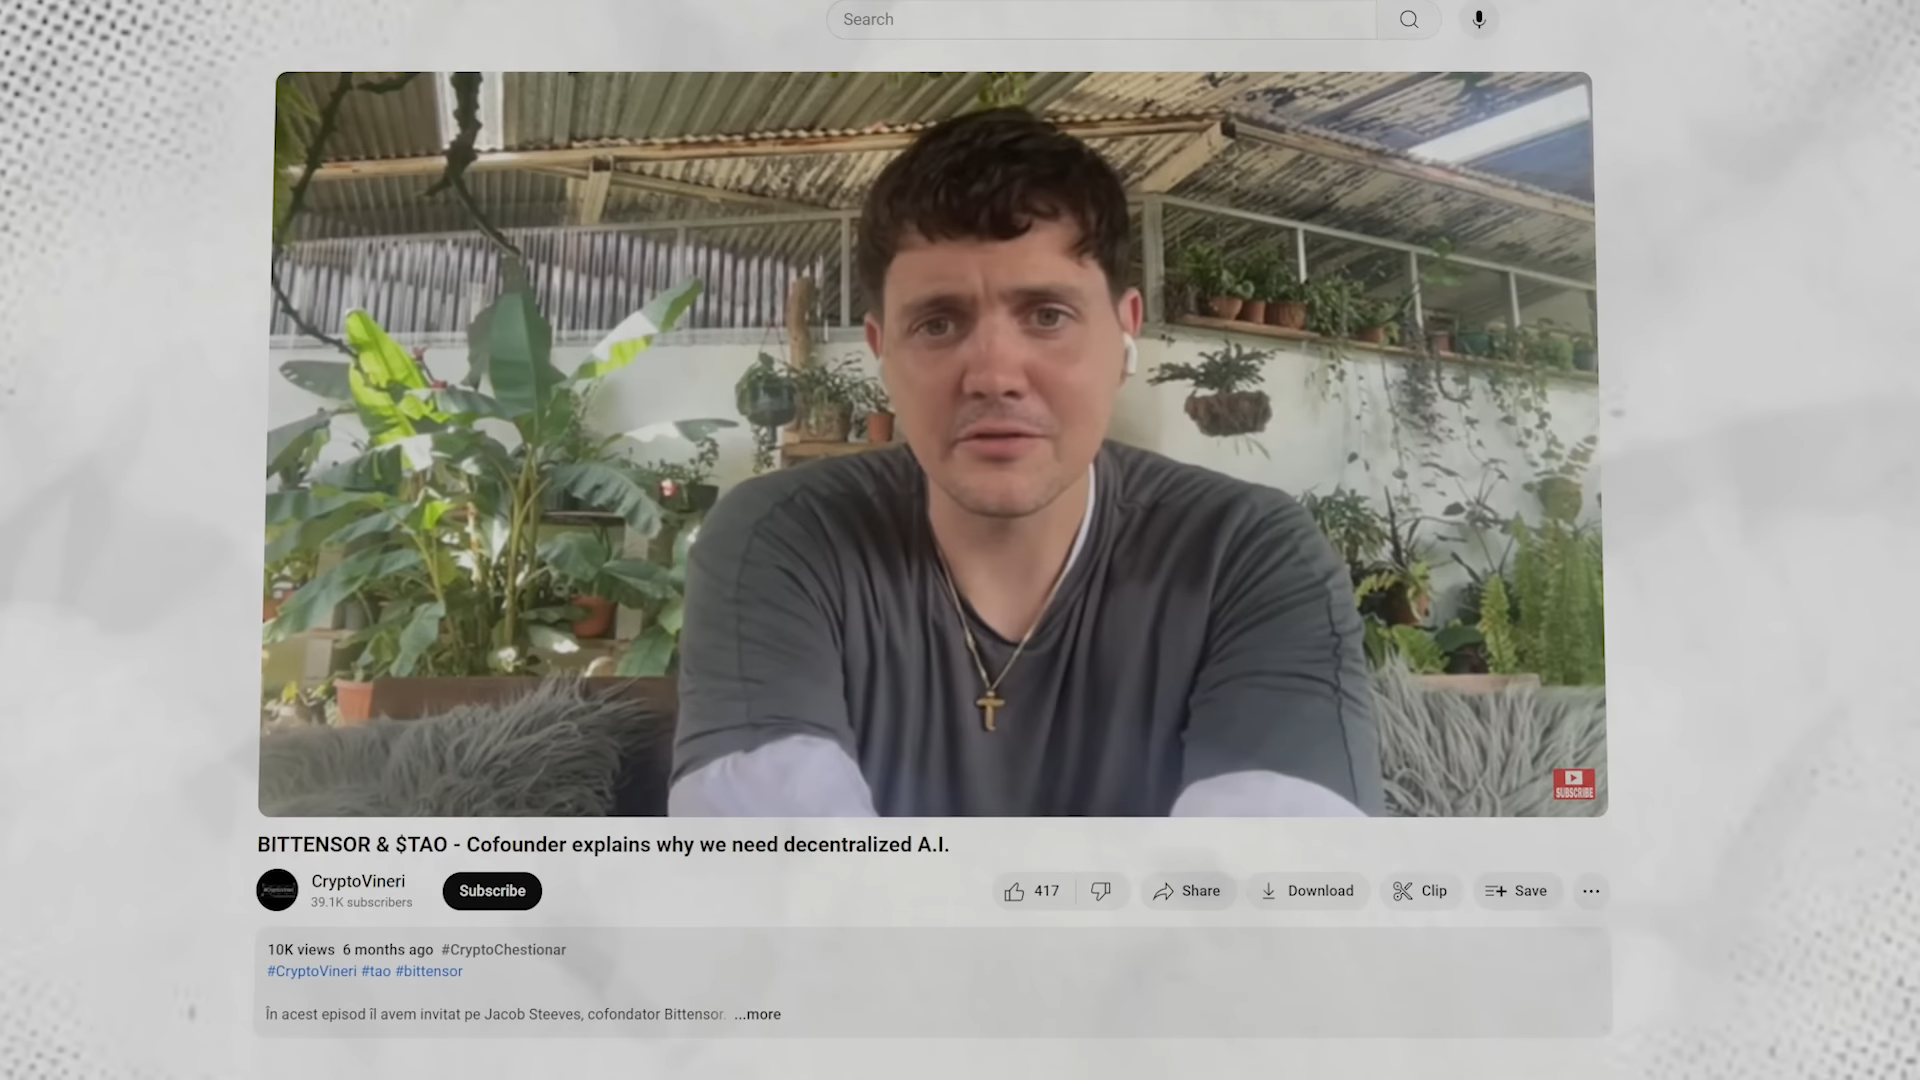 Search
SUBSCRIBE
BITTENSOR & $TAO - Cofounder explains why we need decentralized A.I.
CryptoVineri
39.1K subscribers
Subscribe
417
Share
Download
Clip
Save
10K views 6 months ago #CryptoChestionar
#CryptoVineri #tao #bittensor
În acest episod îl avem invitat pe Jacob Steeves, cofondator Bittensor. ...more